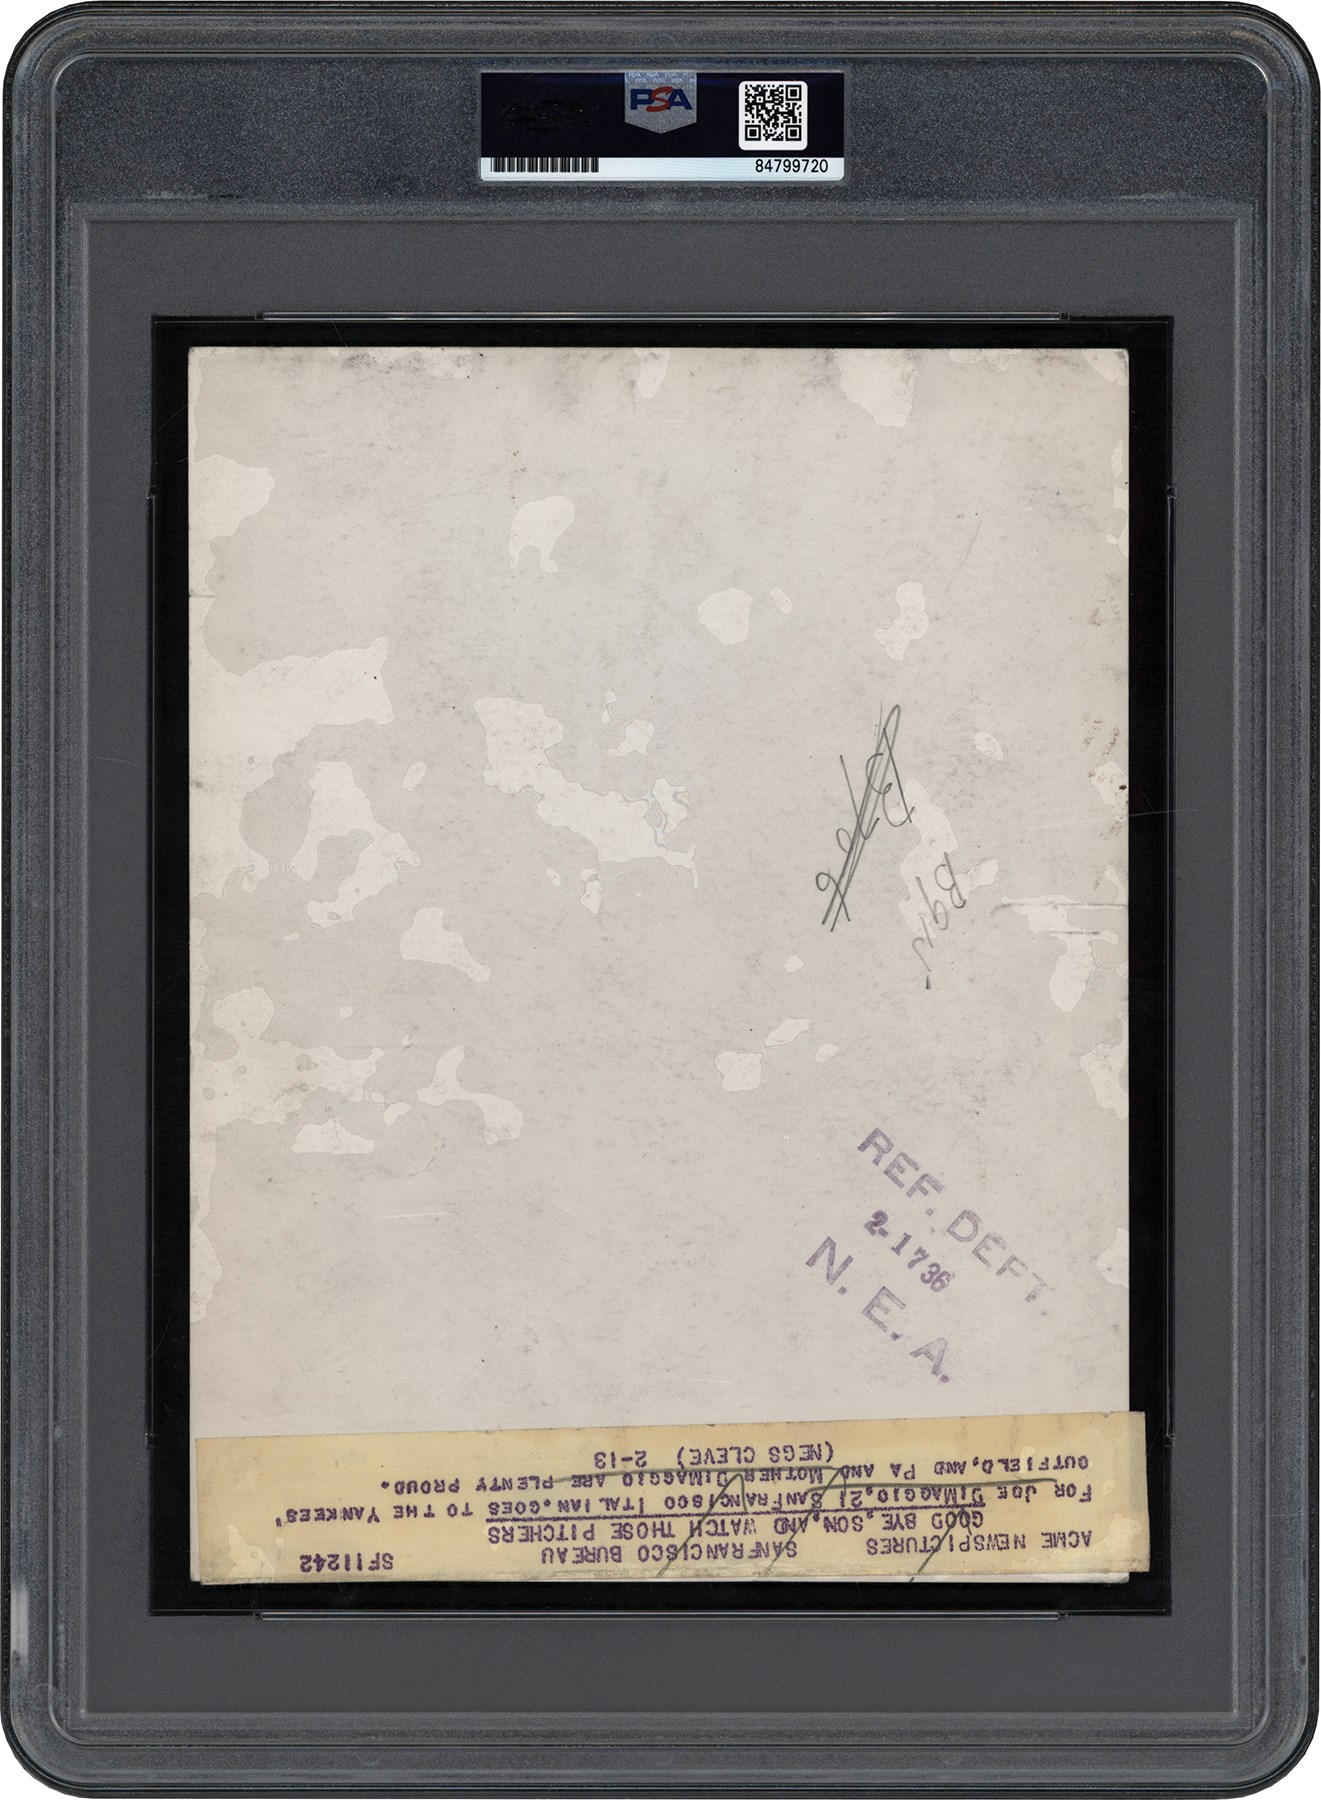 PSA
84799720
REF. DEPT.
2-1736
N. E. A.
ACME NEWSPICTURES SANFRANCISCO BUREAU SF11242
GOOD BYE, SON, AND WATCH THOSE PITCHERS
FOR JOE DIMAGGIO, 21 SANFRANCISCO ITALIAN. GOES TO THE YANKEES'
OUTFIELD, AND PA AND MOTHER DIMAGGIO ARE PLENTY PROUD.
(NEGS CLEVE) 2-13